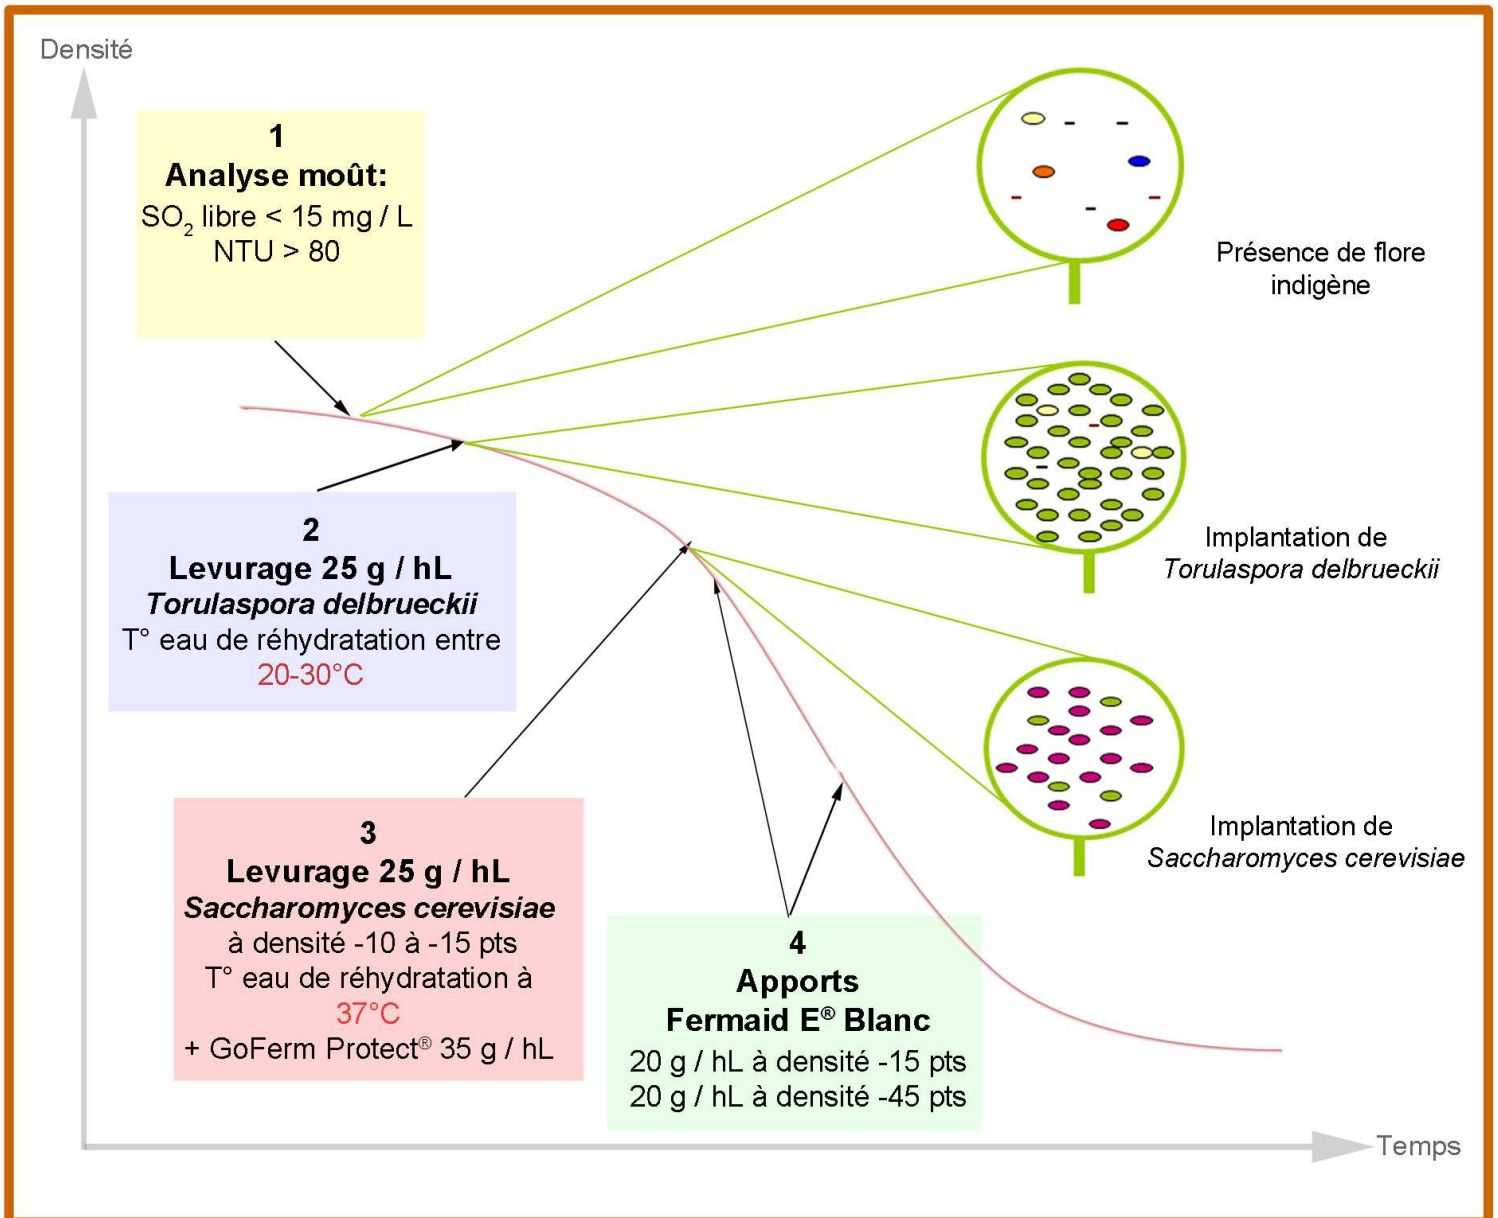 Densité
1
Analyse moût:
SO₂ libre < 15 mg / L
NTU > 80
Présence de flore
indigène
2
Levurage 25 g / hL
Torulaspora delbrueckii
T° eau de réhydratation entre
20-30°C
Implantation de
Torulaspora delbrueckii
3
Levurage 25 g / hL
Saccharomyces cerevisiae
à densité -10 à -15 pts
T° eau de réhydratation à
37°C
+ GoFerm Protect® 35 g / hL
Implantation de
Saccharomyces cerevisiae
4
Apports
Fermaid E® Blanc
20 g / hL à densité -15 pts
20 g / hL à densité -45 pts
Temps